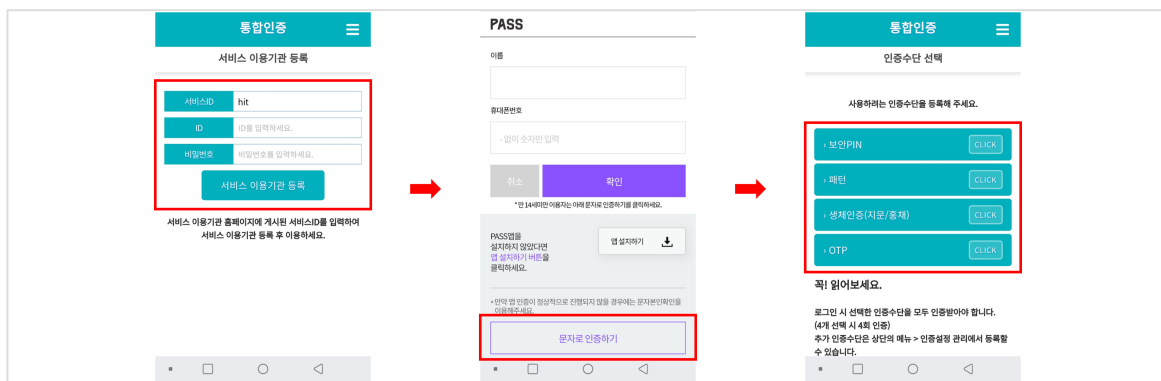 통합인증
서비스 이용기관 등록
서비스ID
hit
ID
ID를 입력하세요.
비밀번호
비밀번호를 입력하세요.
서비스 이용기관 등록
서비스 이용기관 홈페이지에 게시된 서비스ID를 입력하여
서비스 이용기관 등록 후 이용하세요.
PASS
이름
휴대폰번호
- 없이 숫자만 입력
취소
확인
* 만 14세미만 이용자는 아래 문자로 인증하기를 클릭하세요.
PASS앱을
설치하지 않았다면
앱 설치하기 버튼을
클릭하세요.
앱 설치하기
* 만약 앱 인증이 정상적으로 진행되지 않을 경우에는 문자본인확인을
이용해주세요.
문자로 인증하기
통합인증
인증수단 선택
사용하려는 인증수단을 등록해 주세요.
› 보안PIN
CLICK
› 패턴
CLICK
› 생체인증(지문/홍채)
CLICK
› OTP
CLICK
꼭! 읽어보세요.
로그인 시 선택한 인증수단을 모두 인증받아야 합니다.
(4개 선택 시 4회 인증)
추가 인증수단은 상단의 메뉴 > 인증설정 관리에서 등록할
수 있습니다.